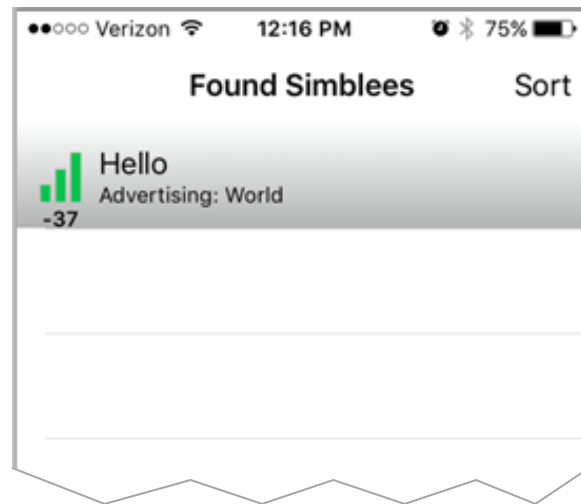 Verizon 12:16 PM 75%
Found Simblees Sort
Hello
Advertising: World
-37